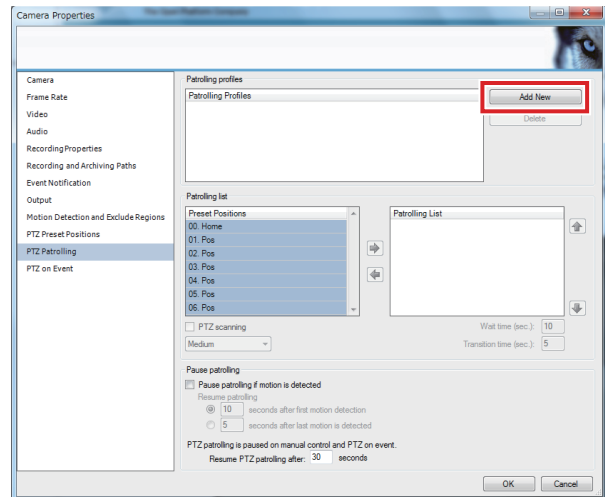 Camera Properties
Camera
Frame Rate
Video
Audio
Recording Properties
Recording and Archiving Paths
Event Notification
Output
Motion Detection and Exclude Regions
PTZ Preset Positions
PTZ Patrolling
PTZ on Event
Patrolling profiles
Patrolling Profiles
Add New
Delete
Patrolling list
Preset Positions
00. Home
01. Pos
02. Pos
03. Pos
04. Pos
05. Pos
06. Pos
Patrolling List
PTZ scanning
Medium
Wait time (sec.): 10
Transition time (sec.): 5
Pause patrolling
Pause patrolling if motion is detected
Resume patrolling
10 seconds after first motion detection
5 seconds after last motion is detected
PTZ patrolling is paused on manual control and PTZ on event.
Resume PTZ patrolling after: 30 seconds
OK Cancel